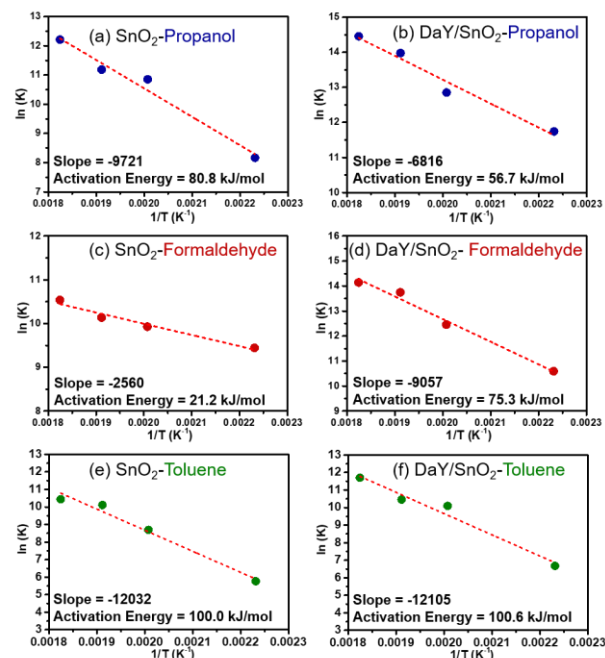 (a) SnO₂-Propanol
ln (K)
13
12
11
10
9
8
7
Slope = -9721
Activation Energy = 80.8 kJ/mol
0.0018 0.0019 0.0020 0.0021 0.0022 0.0023
1/T (K⁻¹)
(b) DaY/SnO₂-Propanol
ln (K)
15
14
13
12
11
10
Slope = -6816
Activation Energy = 56.7 kJ/mol
0.0018 0.0019 0.0020 0.0021 0.0022 0.0023
1/T (K⁻¹)
(c) SnO₂-Formaldehyde
ln (K)
12
11
10
9
8
Slope = -2560
Activation Energy = 21.2 kJ/mol
0.0018 0.0019 0.0020 0.0021 0.0022 0.0023
1/T (K⁻¹)
(d) DaY/SnO₂- Formaldehyde
ln (K)
16
15
14
13
12
11
10
9
Slope = -9057
Activation Energy = 75.3 kJ/mol
0.0018 0.0019 0.0020 0.0021 0.0022 0.0023
1/T (K⁻¹)
(e) SnO₂-Toluene
ln (K)
13
12
11
10
9
8
7
6
5
4
3
Slope = -12032
Activation Energy = 100.0 kJ/mol
0.0018 0.0019 0.0020 0.0021 0.0022 0.0023
1/T (K⁻¹)
(f) DaY/SnO₂-Toluene
ln (K)
13
12
11
10
9
8
7
6
5
4
3
Slope = -12105
Activation Energy = 100.6 kJ/mol
0.0018 0.0019 0.0020 0.0021 0.0022 0.0023
1/T (K⁻¹)